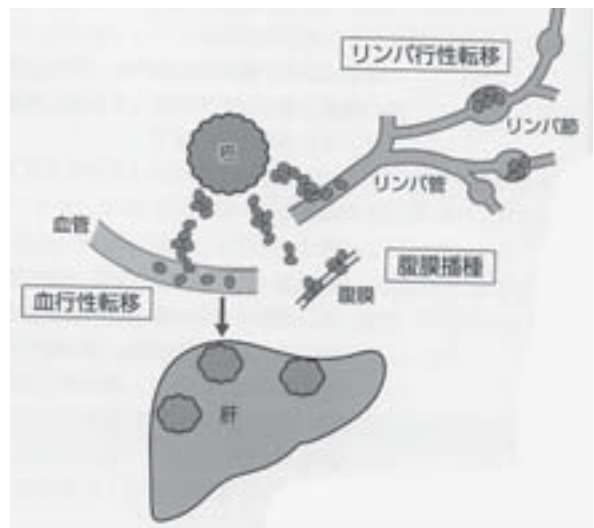 リンパ行性転移
リンパ節
癌
リンパ管
血管
腹膜播種
腹膜
血行性転移
肝